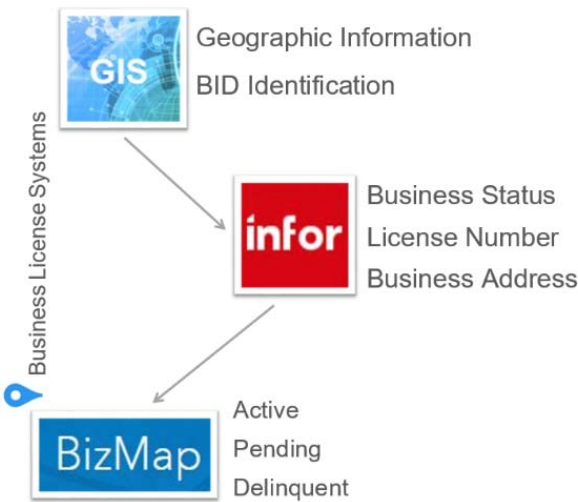 GIS
Geographic Information
BID Identification
Business License Systems
infor
Business Status
License Number
Business Address
BizMap
Active
Pending
Delinquent